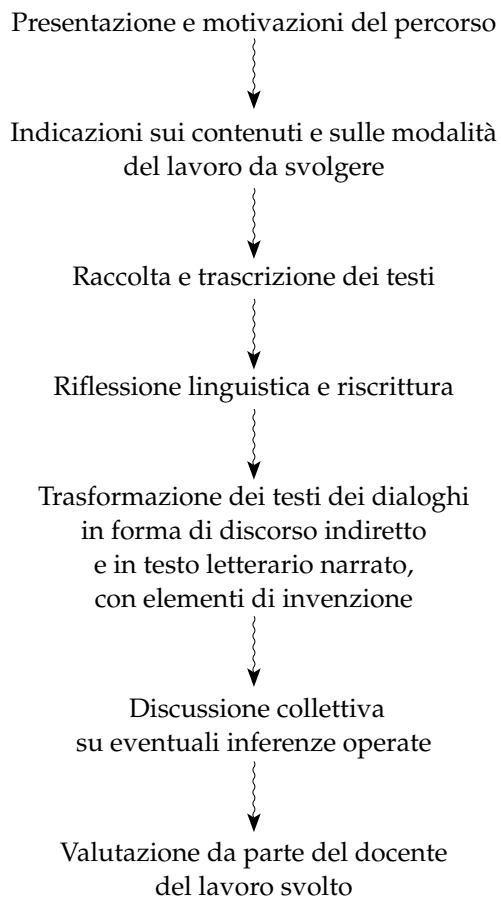 Presentazione e motivazioni del percorso
Indicazioni sui contenuti e sulle modalità
del lavoro da svolgere
Raccolta e trascrizione dei testi
Riflessione linguistica e riscrittura
Trasformazione dei testi dei dialoghi
in forma di discorso indiretto
e in testo letterario narrato,
con elementi di invenzione
Discussione collettiva
su eventuali inferenze operate
Valutazione da parte del docente
del lavoro svolto